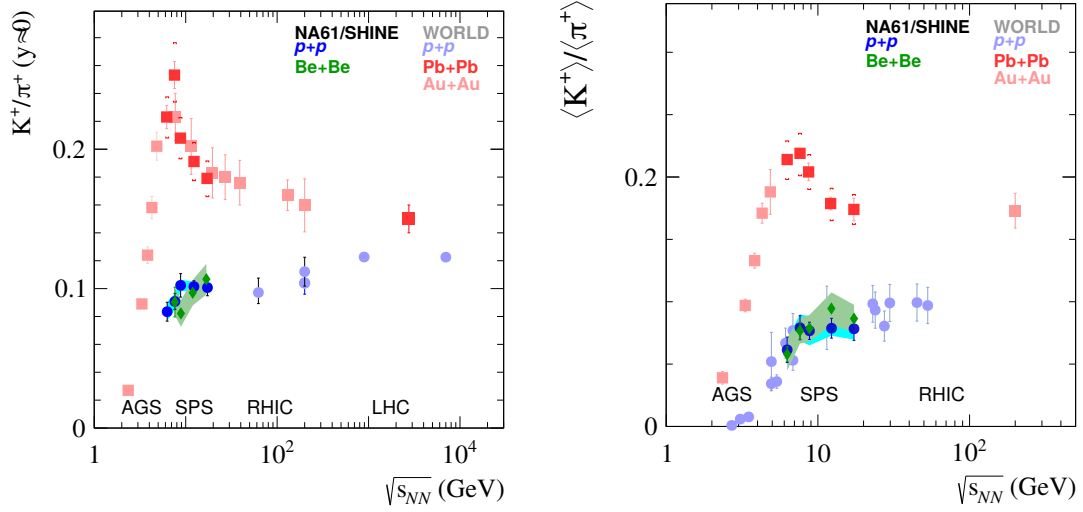 K⁺/π⁺ (y≈0)
NA61/SHINE WORLD
p+p p+p
Be+Be Pb+Pb
Au+Au
0.2
0.1
0
AGS SPS RHIC LHC
1 10² 10⁴
√sNN (GeV)
⟨K⁺⟩/⟨π⁺⟩
NA61/SHINE WORLD
p+p p+p
Be+Be Pb+Pb
Au+Au
0.2
0
AGS SPS RHIC
1 10 10²
√sNN (GeV)